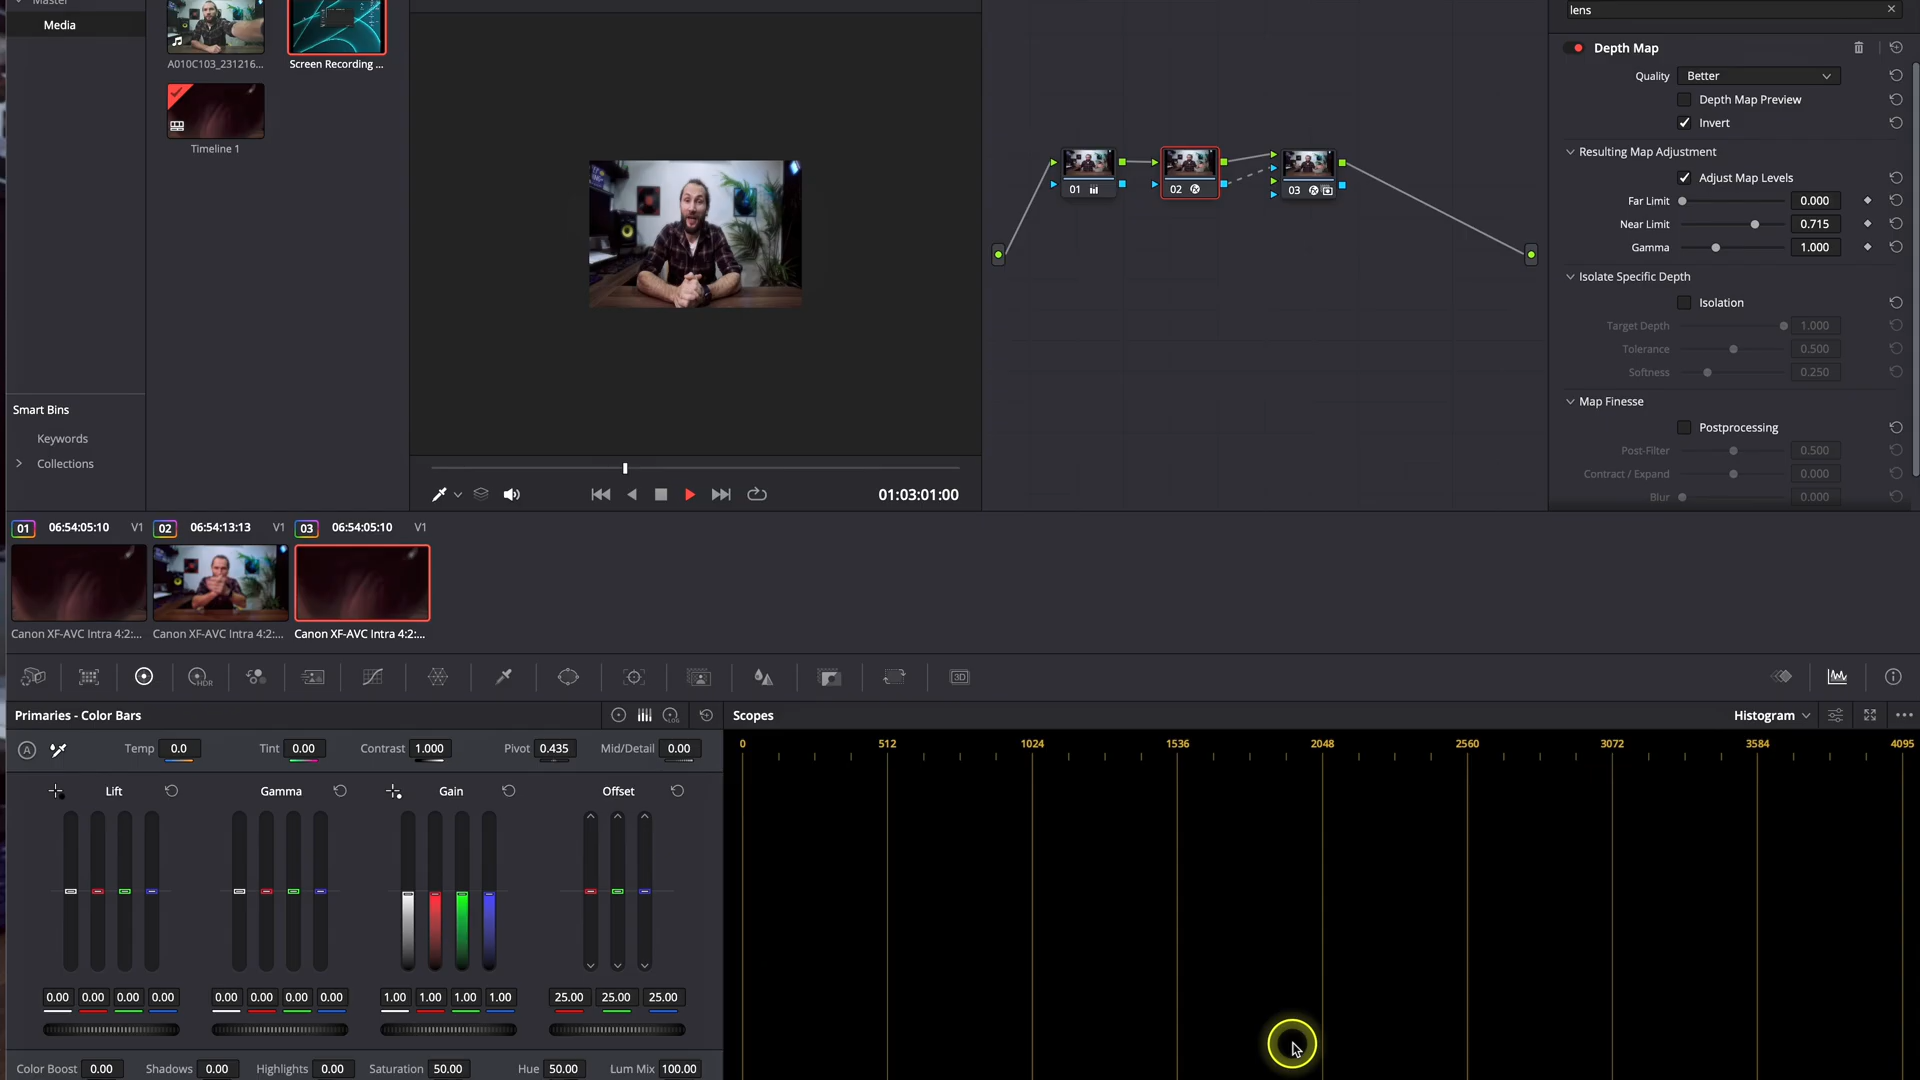 Master
Media
A010C103_231216...
Screen Recording ...
Timeline 1
Smart Bins
Keywords
Collections
01:03:01:00
01
02
03
lens
Depth Map
Quality
Better
Depth Map Preview
Invert
Resulting Map Adjustment
Adjust Map Levels
Far Limit
0.000
Near Limit
0.715
Gamma
1.000
Isolate Specific Depth
Isolation
Target Depth
1.000
Tolerance
0.500
Softness
0.250
Map Finesse
Postprocessing
Post-Filter
0.500
Contract / Expand
0.000
Blur
0.000
01 06:54:05:10 V1
02 06:54:13:13 V1
03 06:54:05:10 V1
Canon XF-AVC Intra 4:2:...
Canon XF-AVC Intra 4:2:...
Canon XF-AVC Intra 4:2:...
HDR
3D
Primaries - Color Bars
LOG
A
Temp 0.0
Tint 0.00
Contrast 1.000
Pivot 0.435
Mid/Detail 0.00
Lift
Gamma
Gain
Offset
0.00 0.00 0.00 0.00
0.00 0.00 0.00 0.00
1.00 1.00 1.00 1.00
25.00 25.00 25.00
Color Boost 0.00
Shadows 0.00
Highlights 0.00
Saturation 50.00
Hue 50.00
Lum Mix 100.00
Scopes
Histogram
0 512 1024 1536 2048 2560 3072 3584 4095